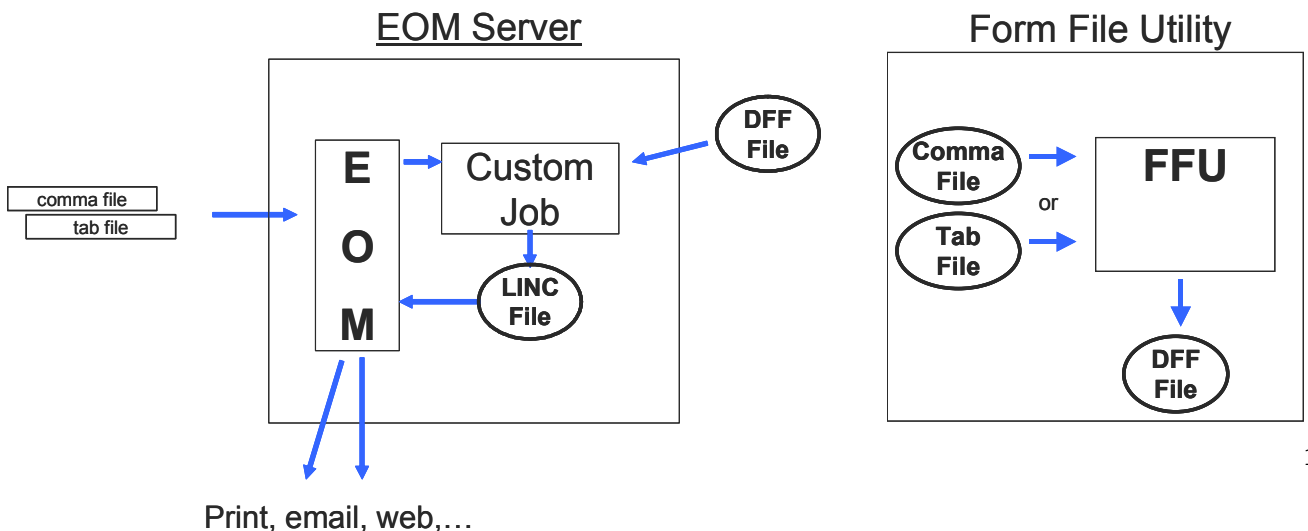 EOM Server
Form File Utility
E
O
M
Custom
Job
DFF
File
comma file
tab file
LINC
File
Print, email, web,…
Comma
File
or
Tab
File
FFU
DFF
File